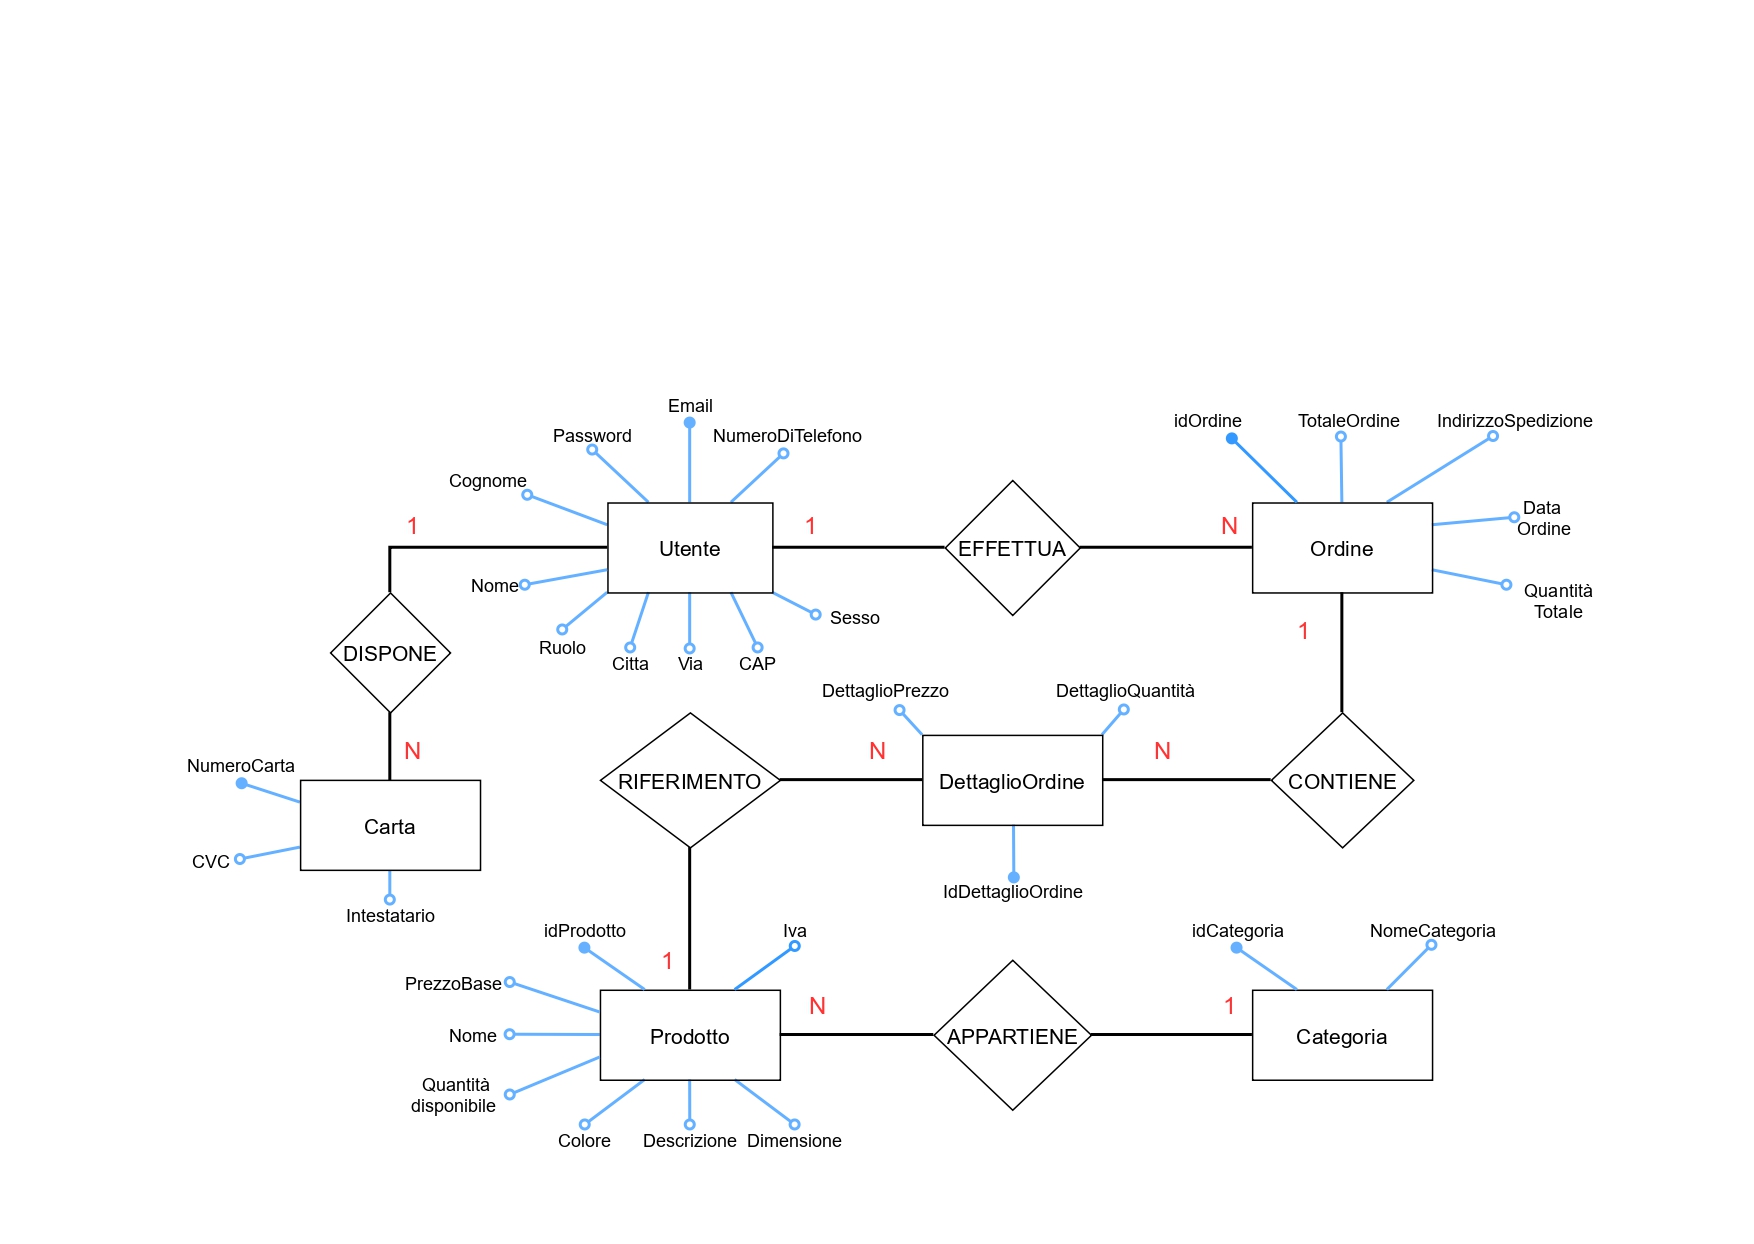 Email
Password
NumeroDiTelefono
Cognome
idOrdine
TotaleOrdine
IndirizzoSpedizione
Data
Ordine
1
Utente
1
EFFETTUA
N
Ordine
Nome
Quantità
Totale
Ruolo
Citta
Via
CAP
Sesso
1
DISPONE
DettaglioPrezzo
DettaglioQuantità
N
N
N
NumeroCarta
RIFERIMENTO
DettaglioOrdine
CONTIENE
Carta
CVC
IdDettaglioOrdine
Intestatario
idProdotto
Iva
idCategoria
NomeCategoria
1
PrezzoBase
N
1
Nome
Prodotto
APPARTIENE
Categoria
Quantità
disponibile
Colore
Descrizione
Dimensione